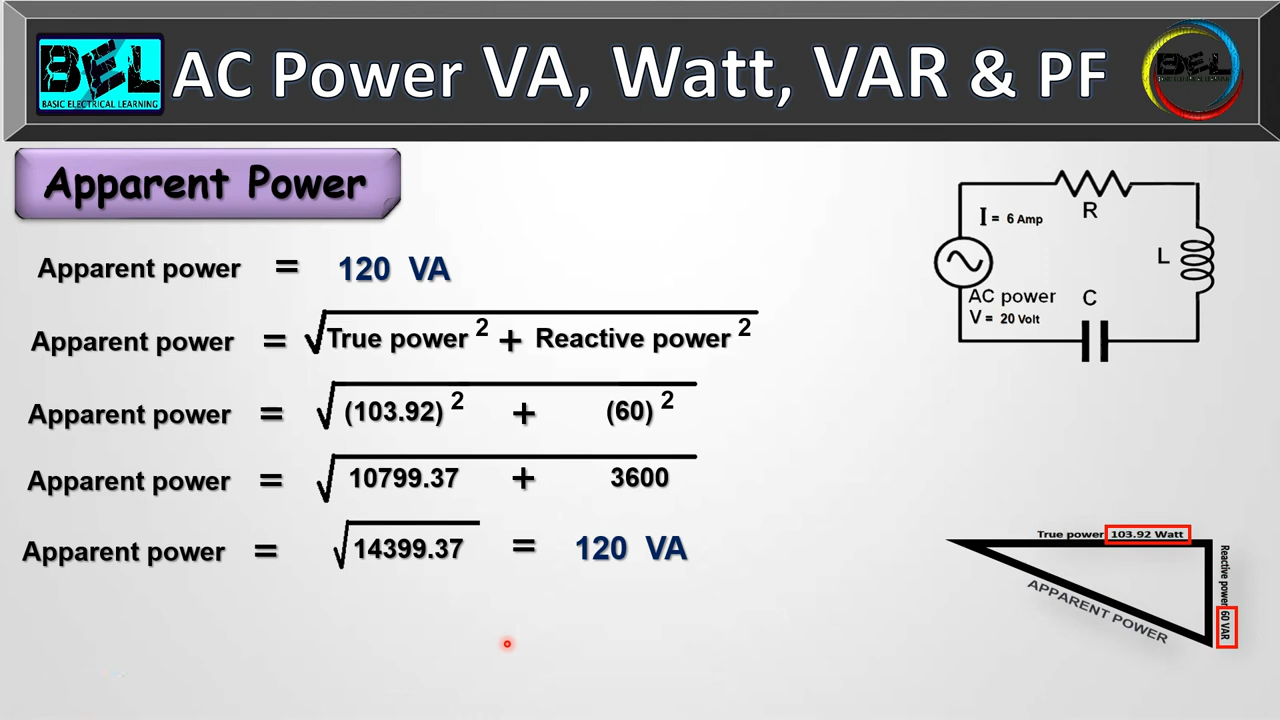 BEL
BASIC ELECTRICAL LEARNING
AC Power VA, Watt, VAR & PF
BEL
BASIC ELECTRICAL LEARNING
Apparent Power
Apparent power = 120 VA
Apparent power = √True power ² + Reactive power ²
Apparent power = √(103.92) ² + (60) ²
Apparent power = √10799.37 + 3600
Apparent power = √14399.37 = 120 VA
I = 6 Amp
R
L
AC power
V = 20 Volt
C
True power 103.92 Watt
Reactive power 60 VAR
APPARENT POWER